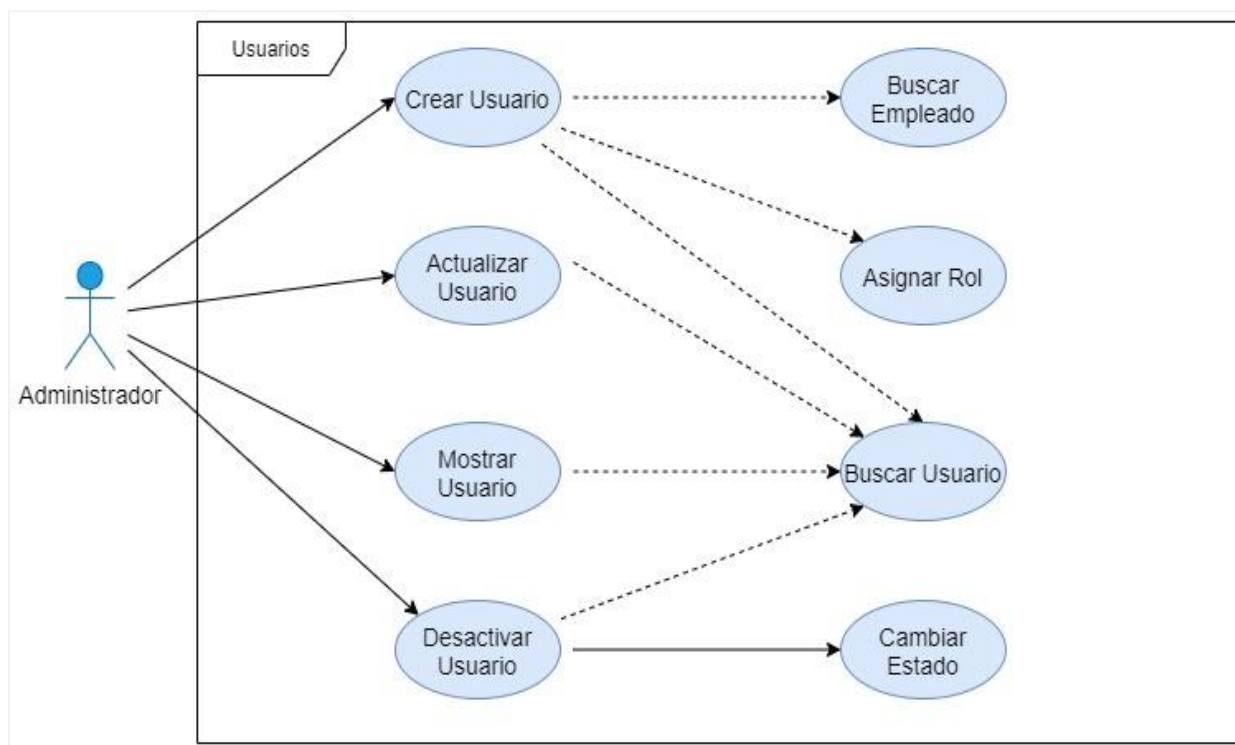 Usuarios
Crear Usuario
Buscar
Empleado
Actualizar
Usuario
Asignar Rol
Administrador
Mostrar
Usuario
Buscar Usuario
Desactivar
Usuario
Cambiar
Estado